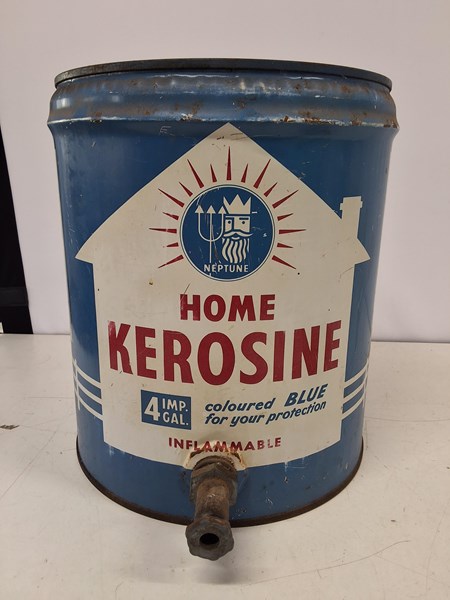 NEPTUNE
HOME
KEROSINE
4 IMP. GAL.
coloured BLUE
for your protection
INFLAMMABLE